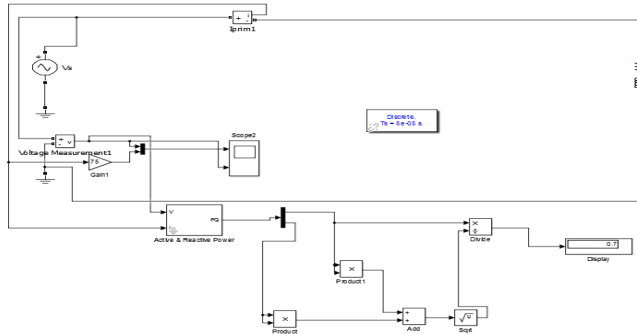 i
Iprim1
Vs
Discrete,
Ts = 5e-05 s.
Scope2
v
Voltage Measurement1
75
Gain1
V
PQ
Active & Reactive Power
×
÷
Divide
0.7
Display
×
Product1
×
Product
+
+
Add
√u
Sqrt